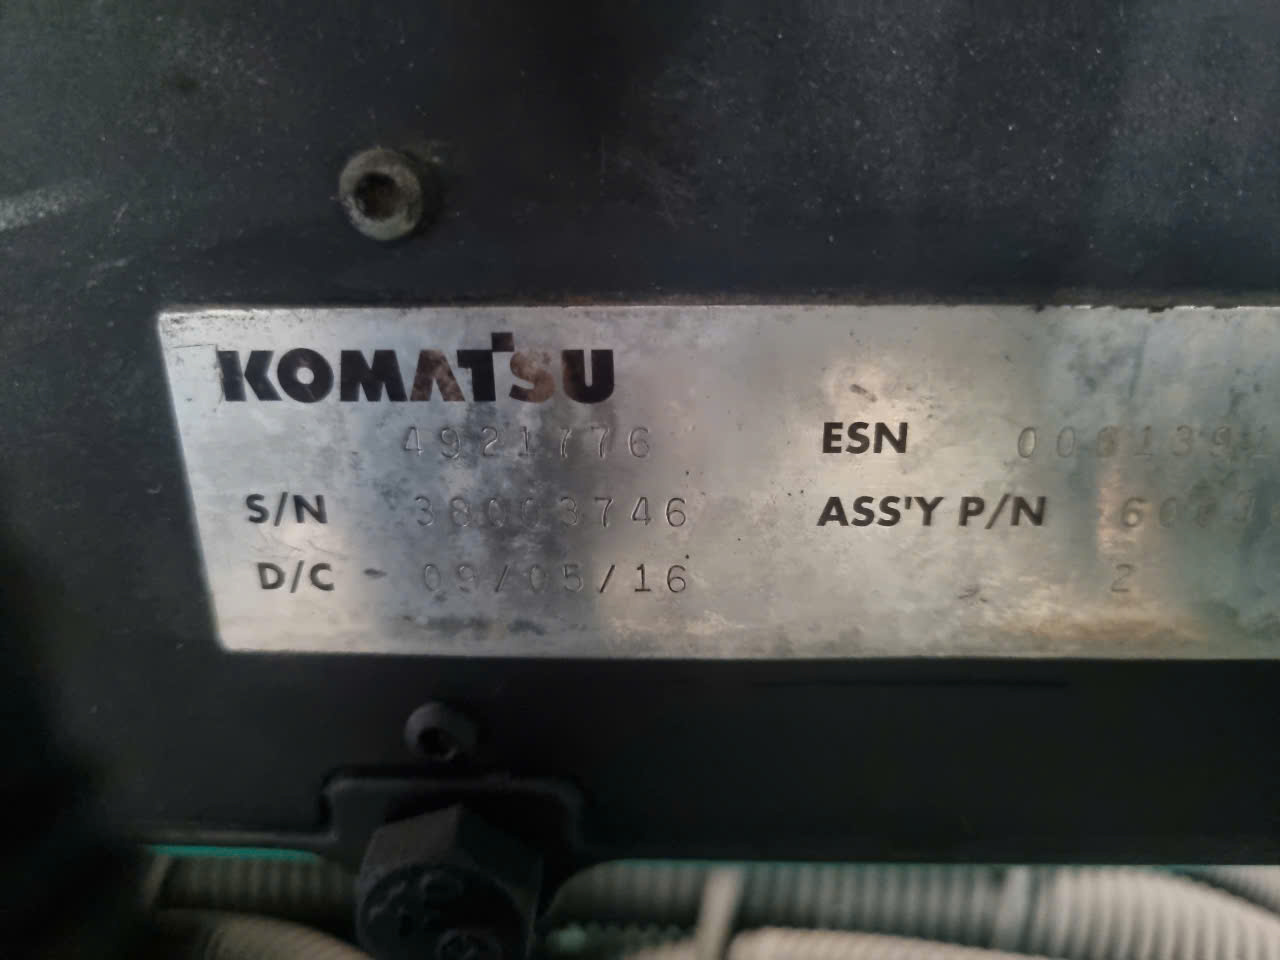 KOMATSU
4921776 ESN
S/N 38003746 ASS'Y P/N
D/C - 09/05/16 2